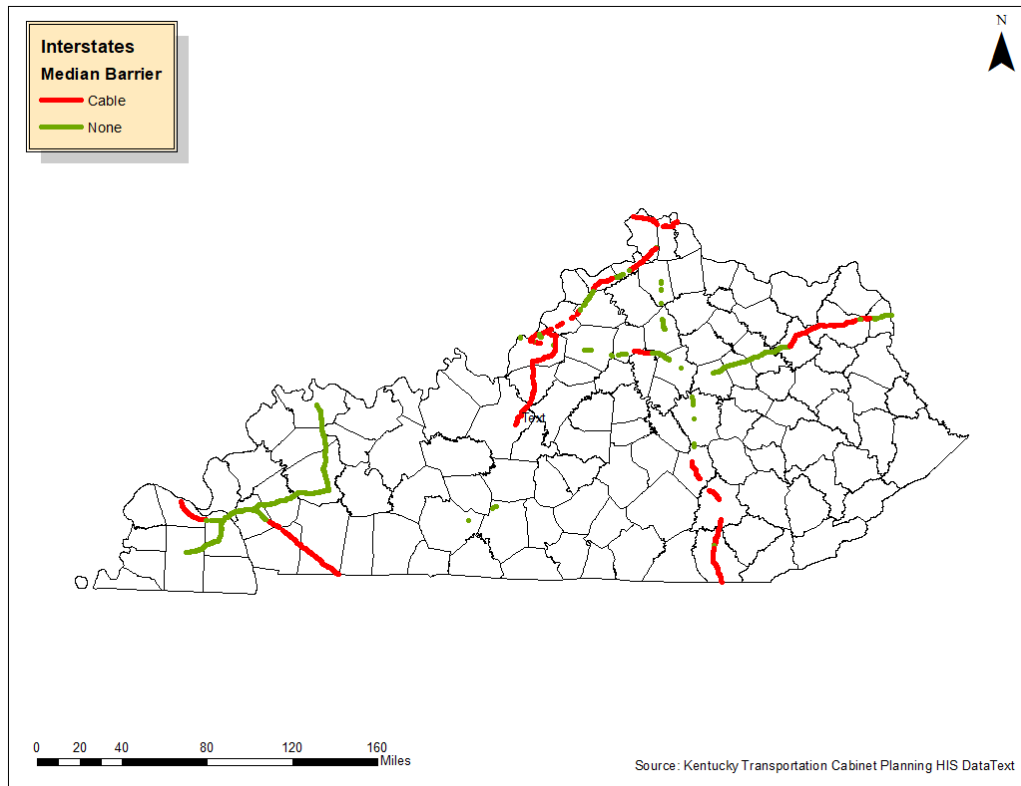 Interstates
Median Barrier
Cable
None
N
Text
0 20 40 80 120 160
Miles
Source: Kentucky Transportation Cabinet Planning HIS DataText